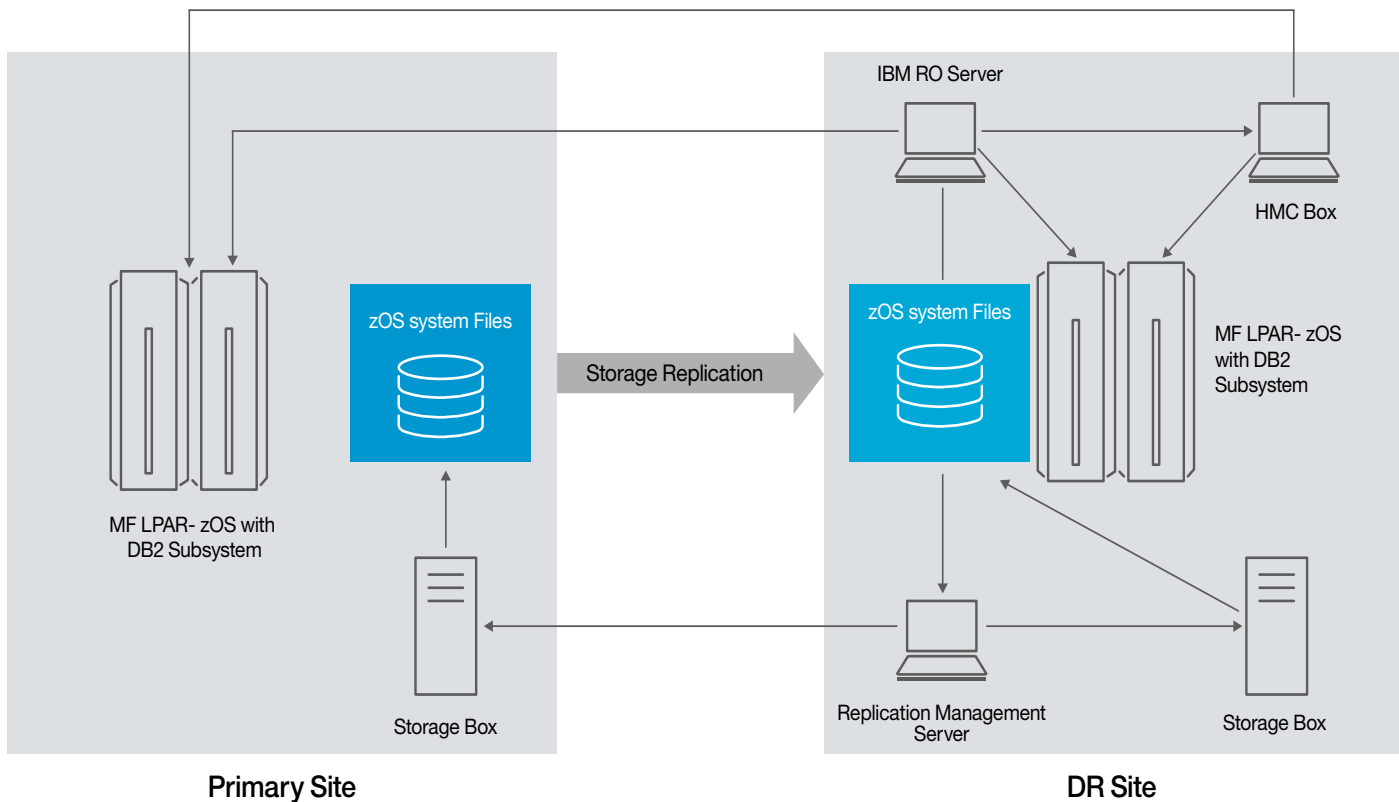 IBM RO Server
HMC Box
zOS system Files
zOS system Files
MF LPAR- zOS
with DB2
Subsystem
Storage Replication
MF LPAR- zOS with
DB2 Subsystem
Storage Box
Replication Management
Server
Storage Box
Primary Site
DR Site